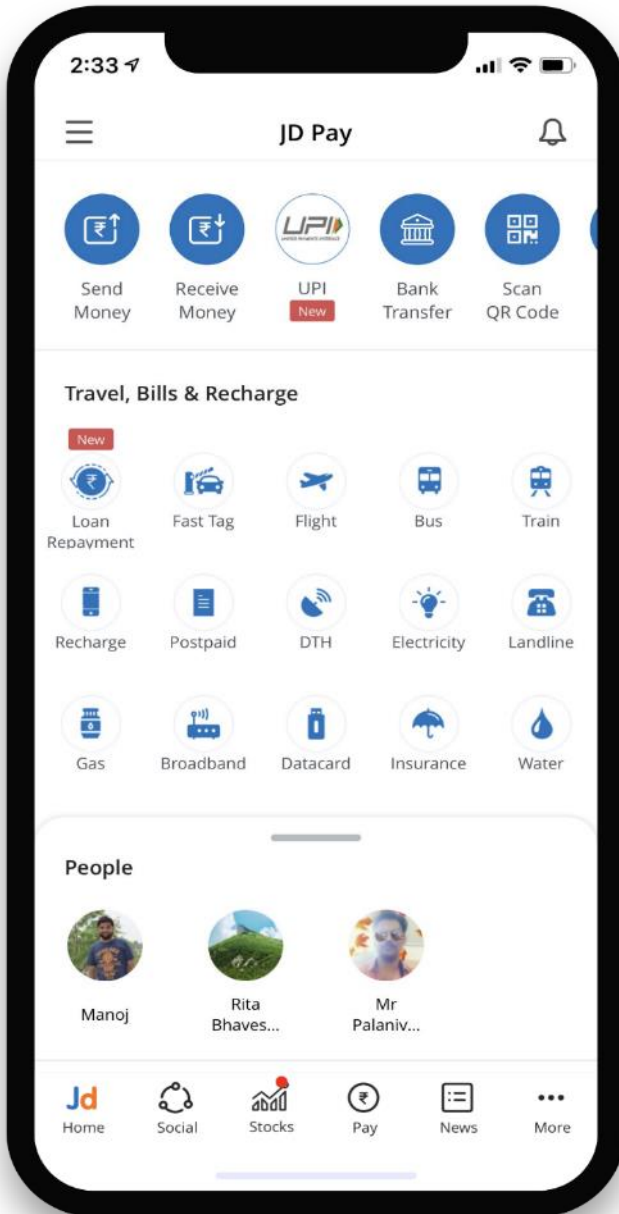 2:33
JD Pay
Send Money
Receive Money
UPI
UPI
New
Bank Transfer
Scan QR Code
Travel, Bills & Recharge
New
Loan Repayment
Fast Tag
Flight
Bus
Train
Recharge
Postpaid
DTH
Electricity
Landline
Gas
Broadband
Datacard
Insurance
Water
People
Manoj
Rita Bhaves...
Mr Palaniv...
Jd
Home
Social
Stocks
Pay
News
More